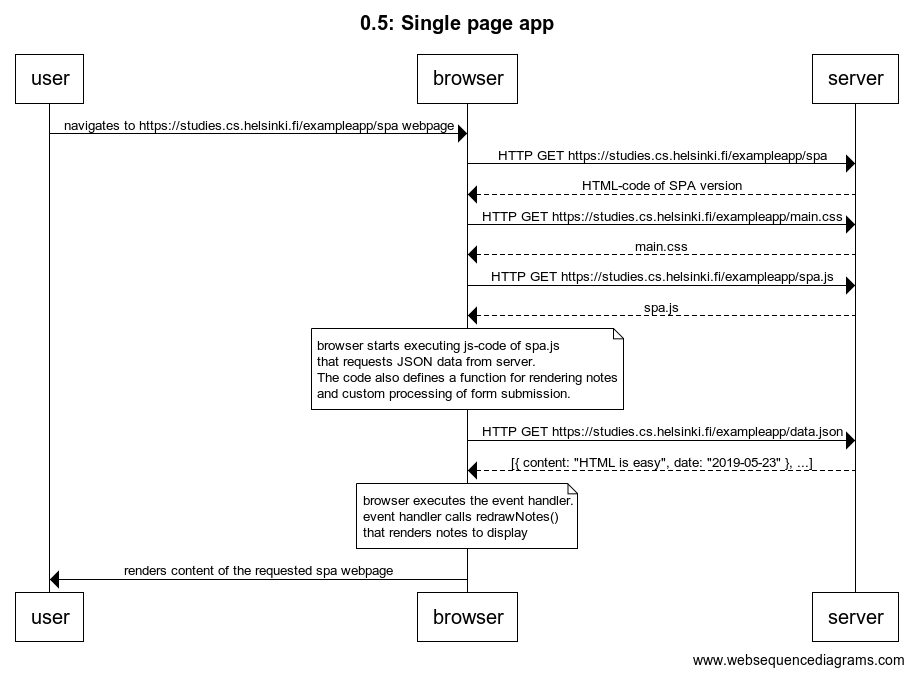 0.5: Single page app
user
browser
server
navigates to https://studies.cs.helsinki.fi/exampleapp/spa webpage
HTTP GET https://studies.cs.helsinki.fi/exampleapp/spa
HTML-code of SPA version
HTTP GET https://studies.cs.helsinki.fi/exampleapp/main.css
main.css
HTTP GET https://studies.cs.helsinki.fi/exampleapp/spa.js
spa.js
browser starts executing js-code of spa.js
that requests JSON data from server.
The code also defines a function for rendering notes
and custom processing of form submission.
HTTP GET https://studies.cs.helsinki.fi/exampleapp/data.json
[{ content: "HTML is easy", date: "2019-05-23" }, ...]
browser executes the event handler.
event handler calls redrawNotes()
that renders notes to display
renders content of the requested spa webpage
user
browser
server
www.websequencediagrams.com